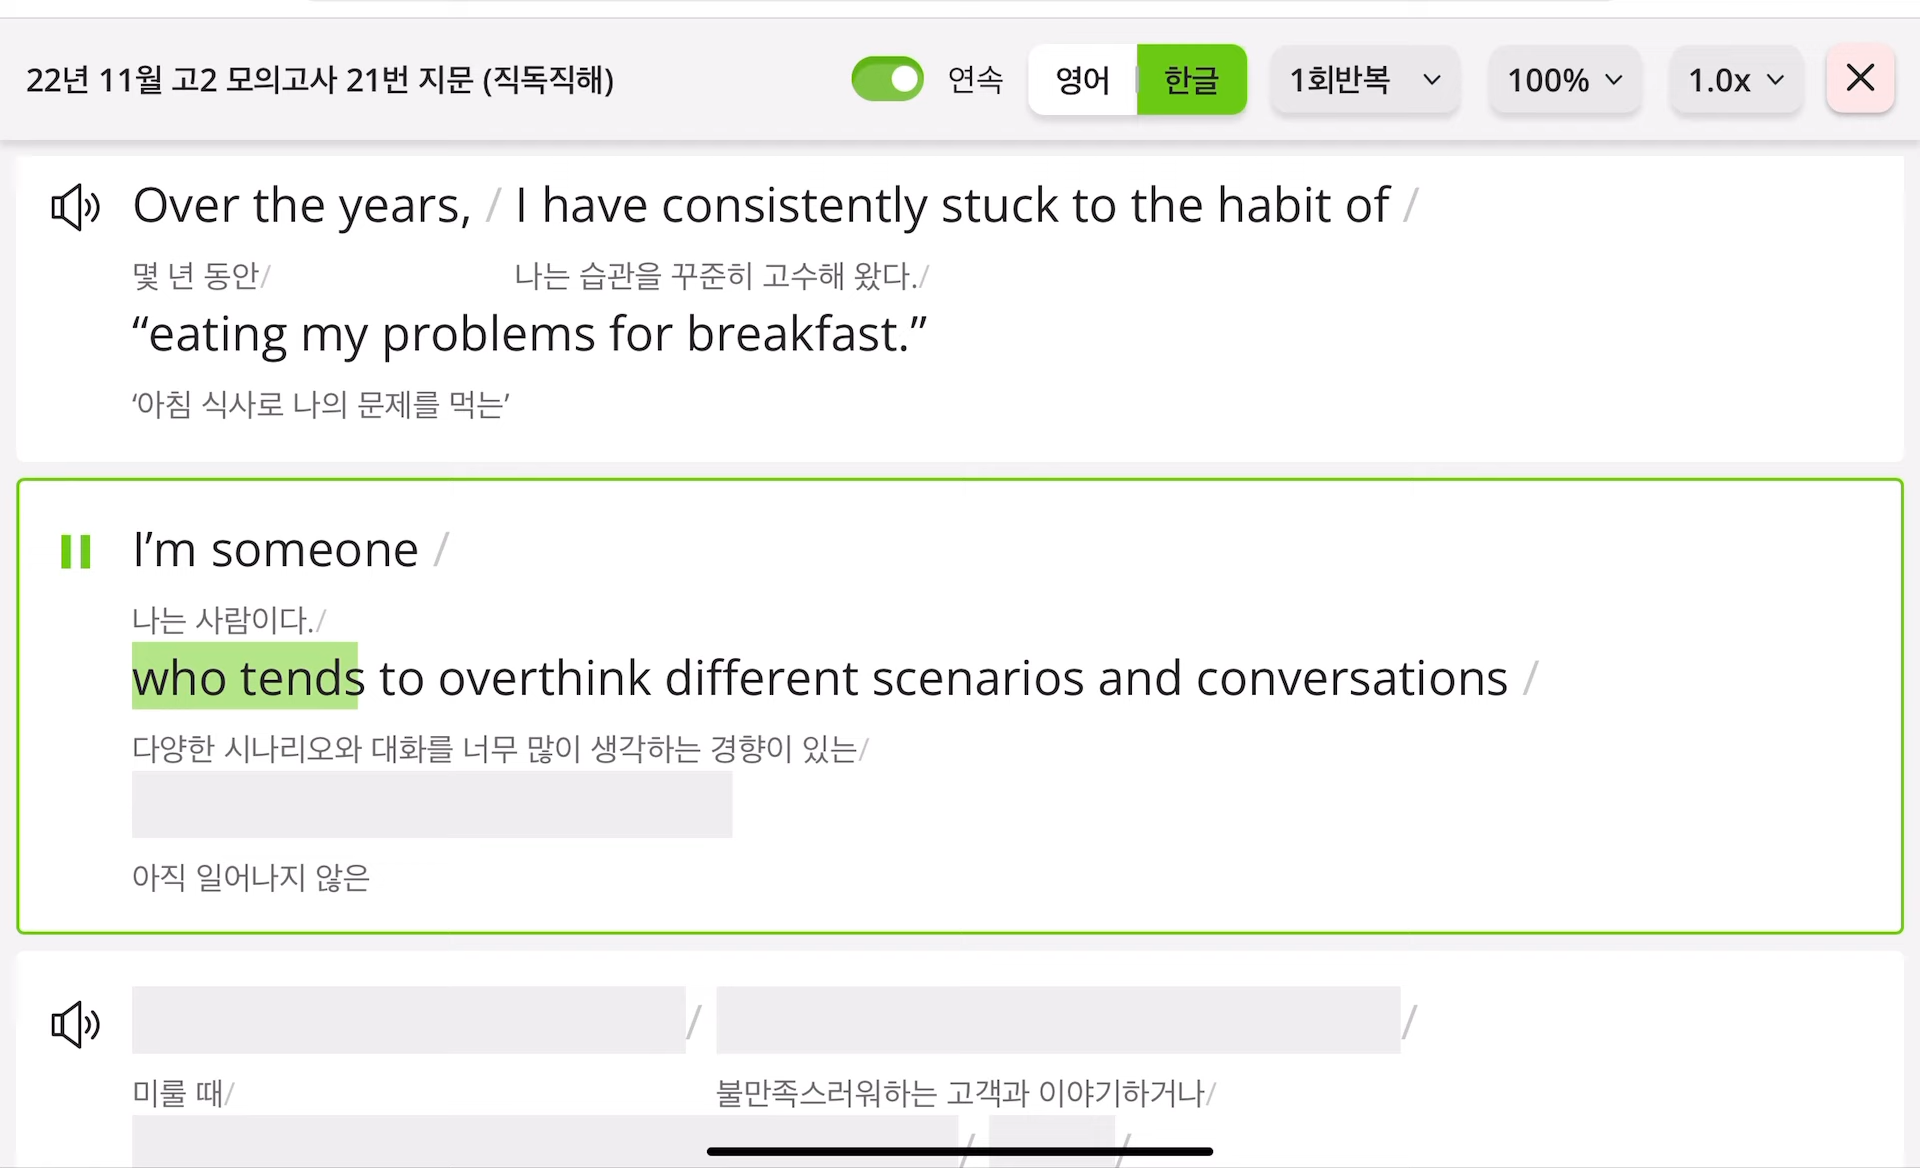 22년 11월 고2 모의고사 21번 지문 (직독직해) 연속 영어 한글 1회반복 100% 1.0x
Over the years, / I have consistently stuck to the habit of /
몇 년 동안/ 나는 습관을 꾸준히 고수해 왔다./
“eating my problems for breakfast.”
‘아침 식사로 나의 문제를 먹는’
I’m someone /
나는 사람이다./
who tends to overthink different scenarios and conversations /
다양한 시나리오와 대화를 너무 많이 생각하는 경향이 있는/
아직 일어나지 않은
/ /
미룰 때/ 불만족스러워하는 고객과 이야기하거나/
/ /